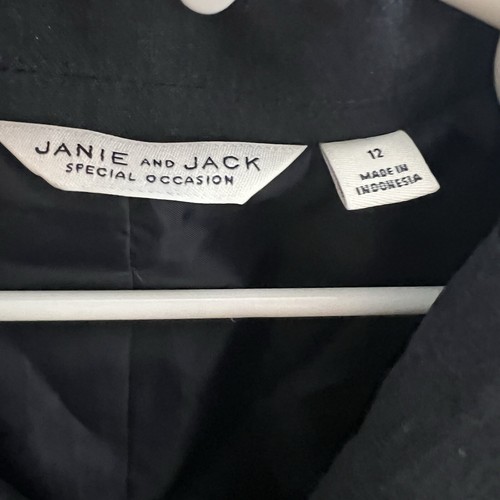 JANIE AND JACK
SPECIAL OCCASION
12
MADE IN
INDONESIA